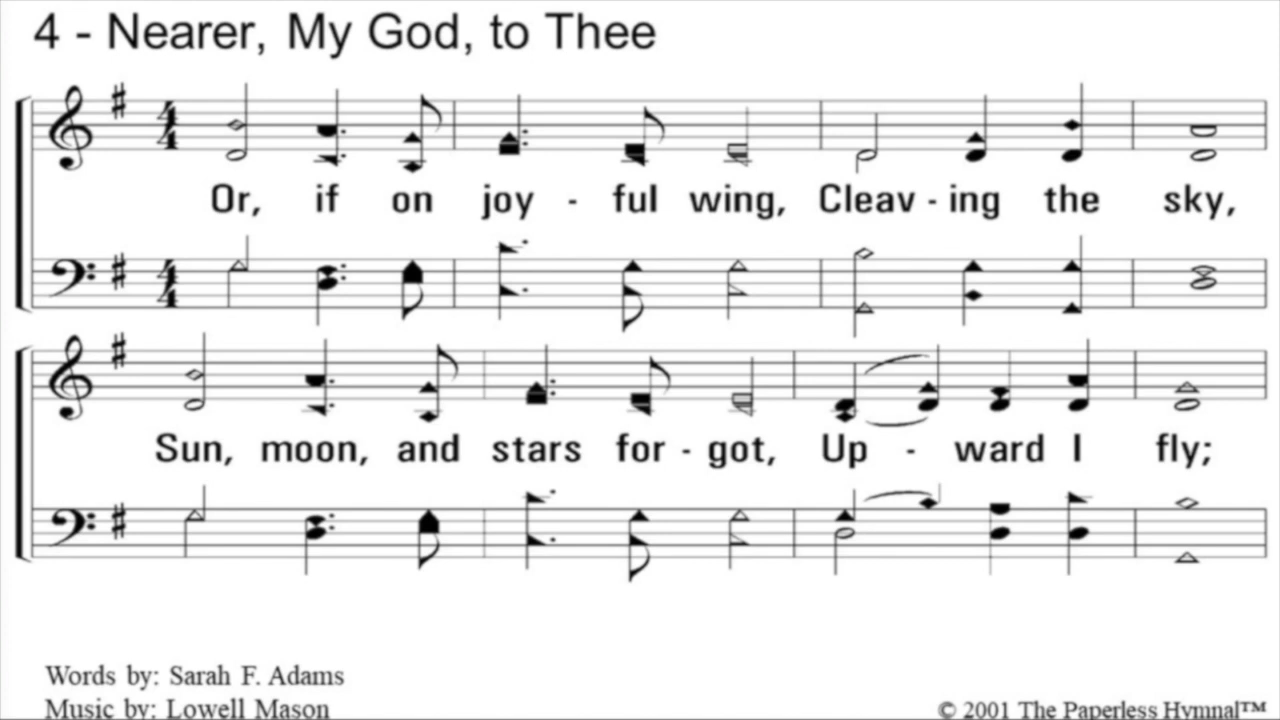 4 - Nearer, My God, to Thee
Or, if on joy - ful wing, Cleav - ing the sky,
Sun, moon, and stars for - got, Up - ward I fly;
Words by: Sarah F. Adams
Music by: Lowell Mason
© 2001 The Paperless Hymnal™